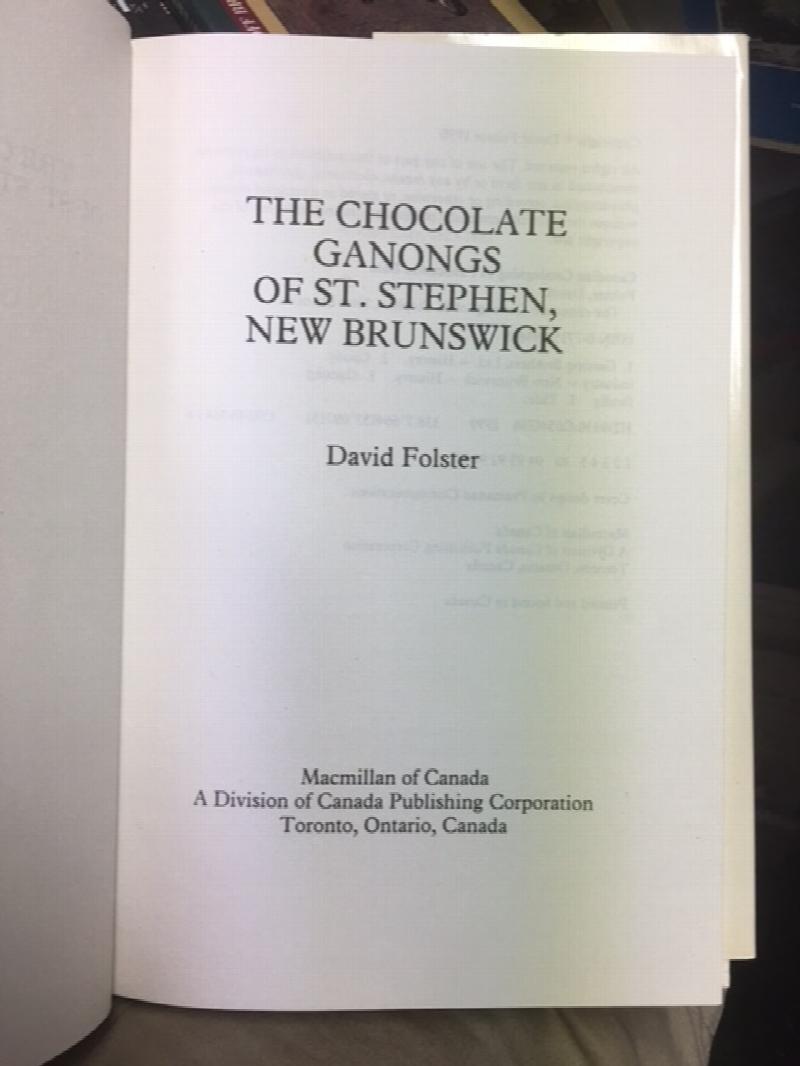 THE CHOCOLATE
GANONGS
OF ST. STEPHEN,
NEW BRUNSWICK
David Folster
Macmillan of Canada
A Division of Canada Publishing Corporation
Toronto, Ontario, Canada